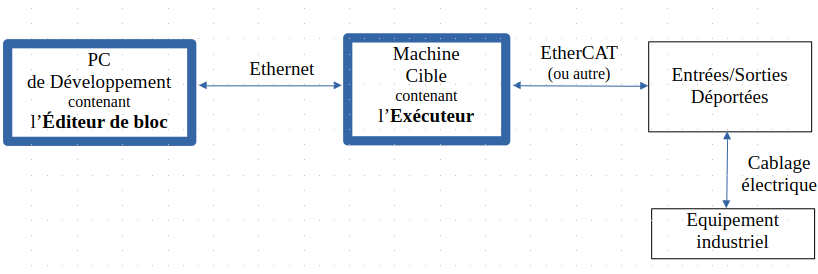 PC
de Développement
contenant
l’Éditeur de bloc
Ethernet
Machine
Cible
contenant
l’Exécuteur
EtherCAT
(ou autre)
Entrées/Sorties
Déportées
Cablage
électrique
Equipement
industriel